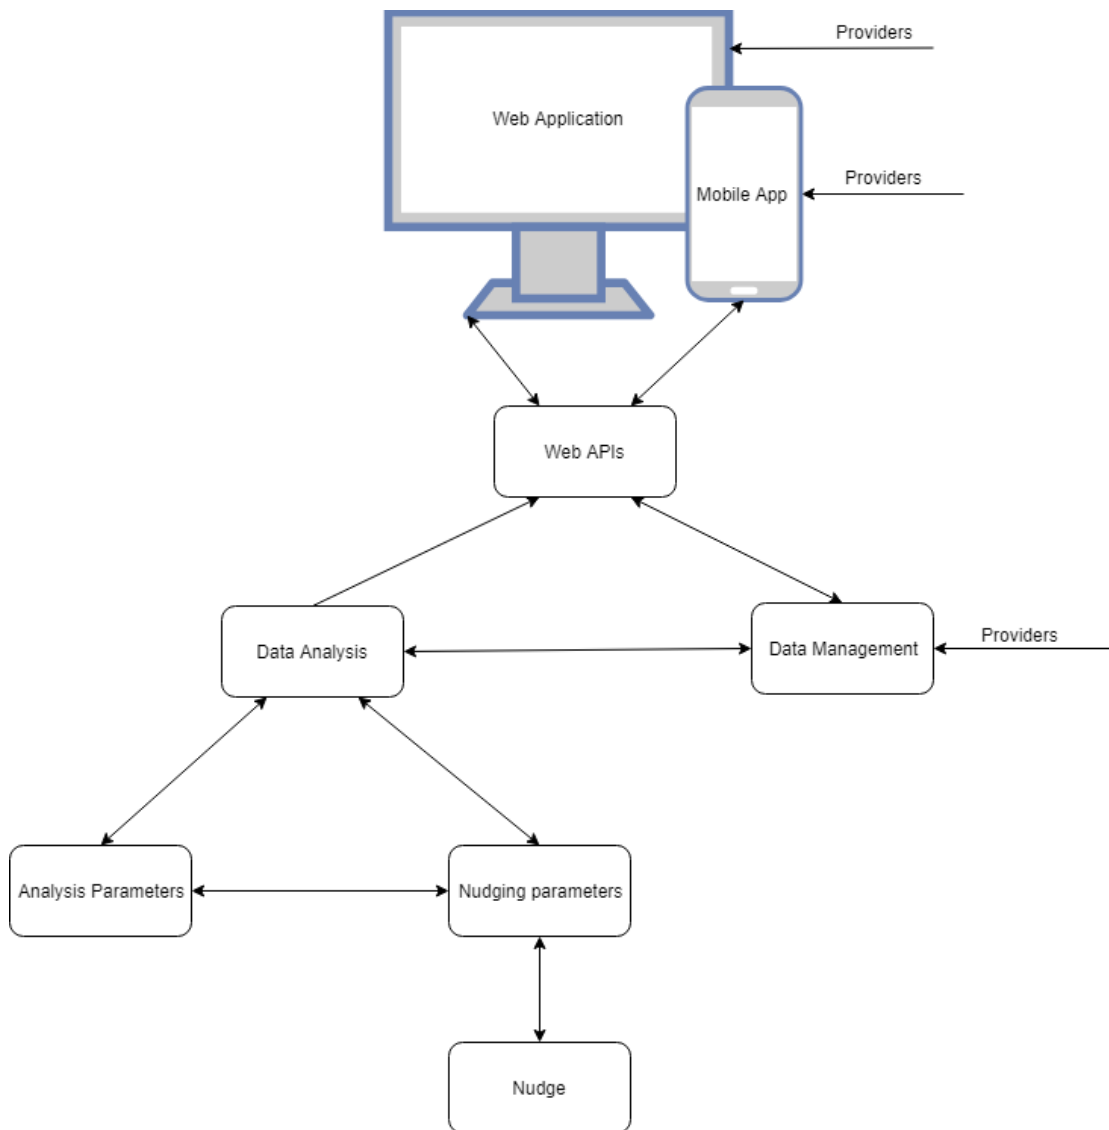 Providers
Web Application
Providers
Mobile App
Web APIs
Data Analysis
Data Management
Providers
Analysis Parameters
Nudging parameters
Nudge